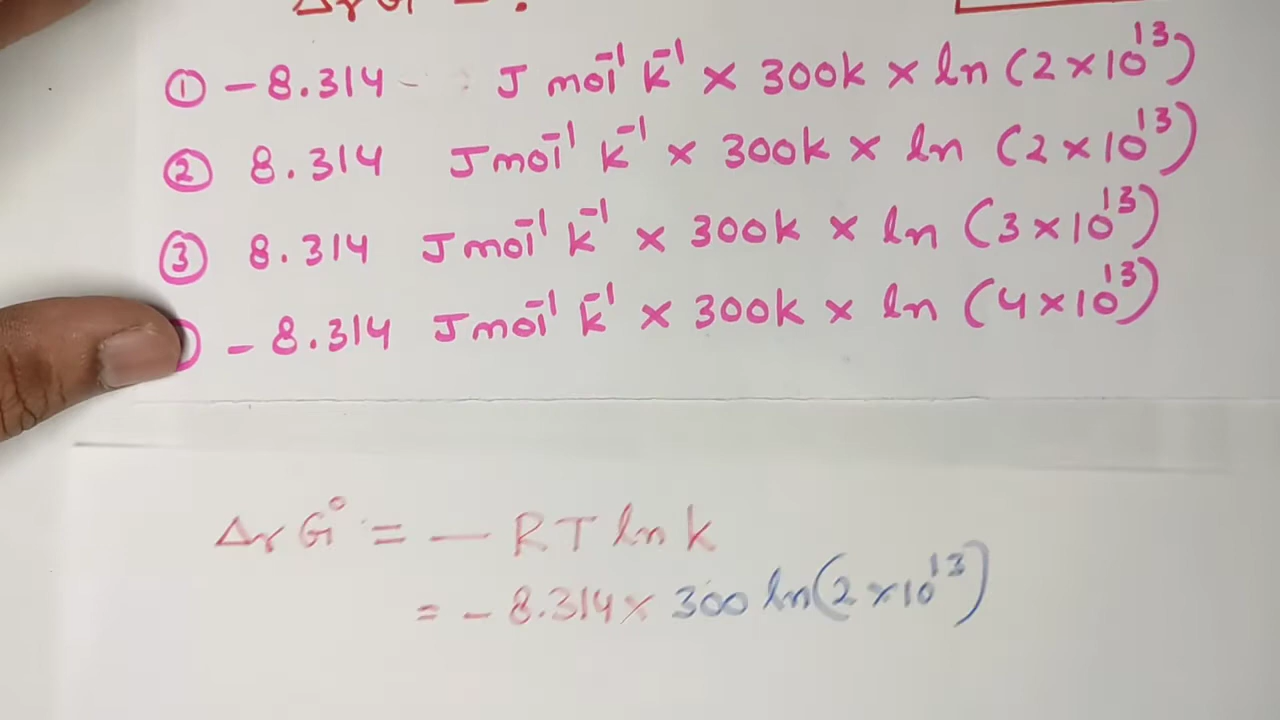 ① - 8.314 J mol⁻¹ k⁻¹ × 300k × ln (2×10¹³)
② 8.314 J mol⁻¹ k⁻¹ × 300k × ln (2×10¹³)
③ 8.314 J mol⁻¹ k⁻¹ × 300k × ln (3×10¹³)
- 8.314 J mol⁻¹ k⁻¹ × 300k × ln (4×10¹³)
ΔrG° = - RT ln k
= - 8.314 × 300 ln(2×10¹³)